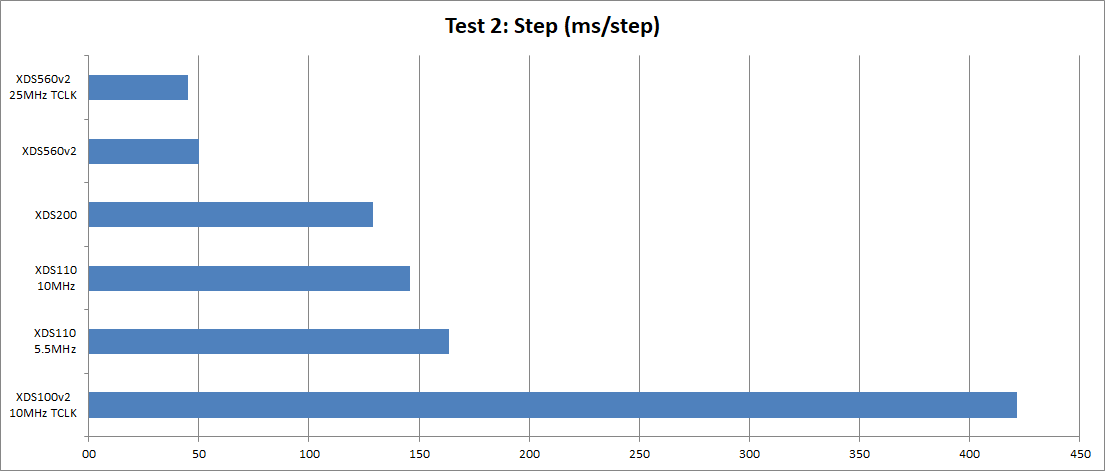 Test 2: Step (ms/step)
XDS560v2
25MHz TCLK
XDS560v2
XDS200
XDS110
10MHz
XDS110
5.5MHz
XDS100v2
10MHz TCLK
00 50 100 150 200 250 300 350 400 450